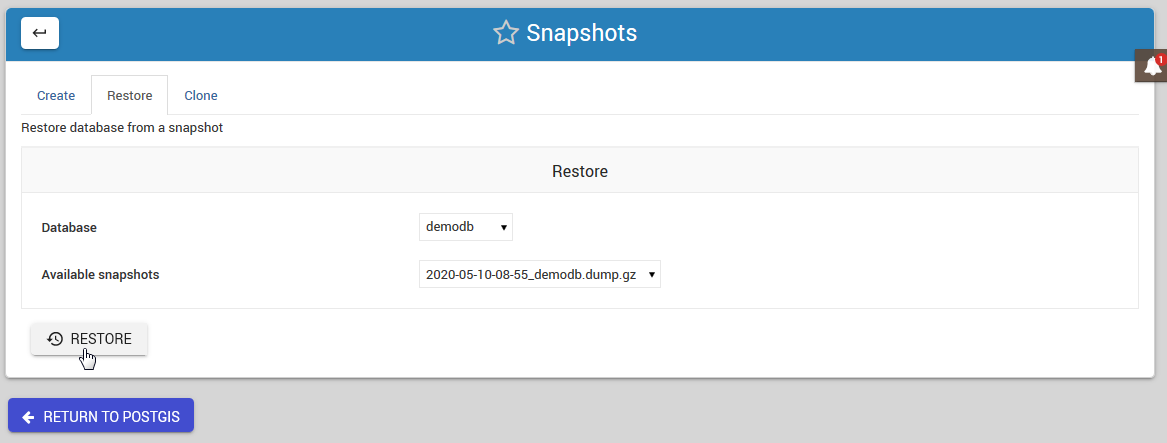 Snapshots
1
Create Restore Clone
Restore database from a snapshot
Restore
Database demodb
Available snapshots 2020-05-10-08-55_demodb.dump.gz
RESTORE
RETURN TO POSTGIS